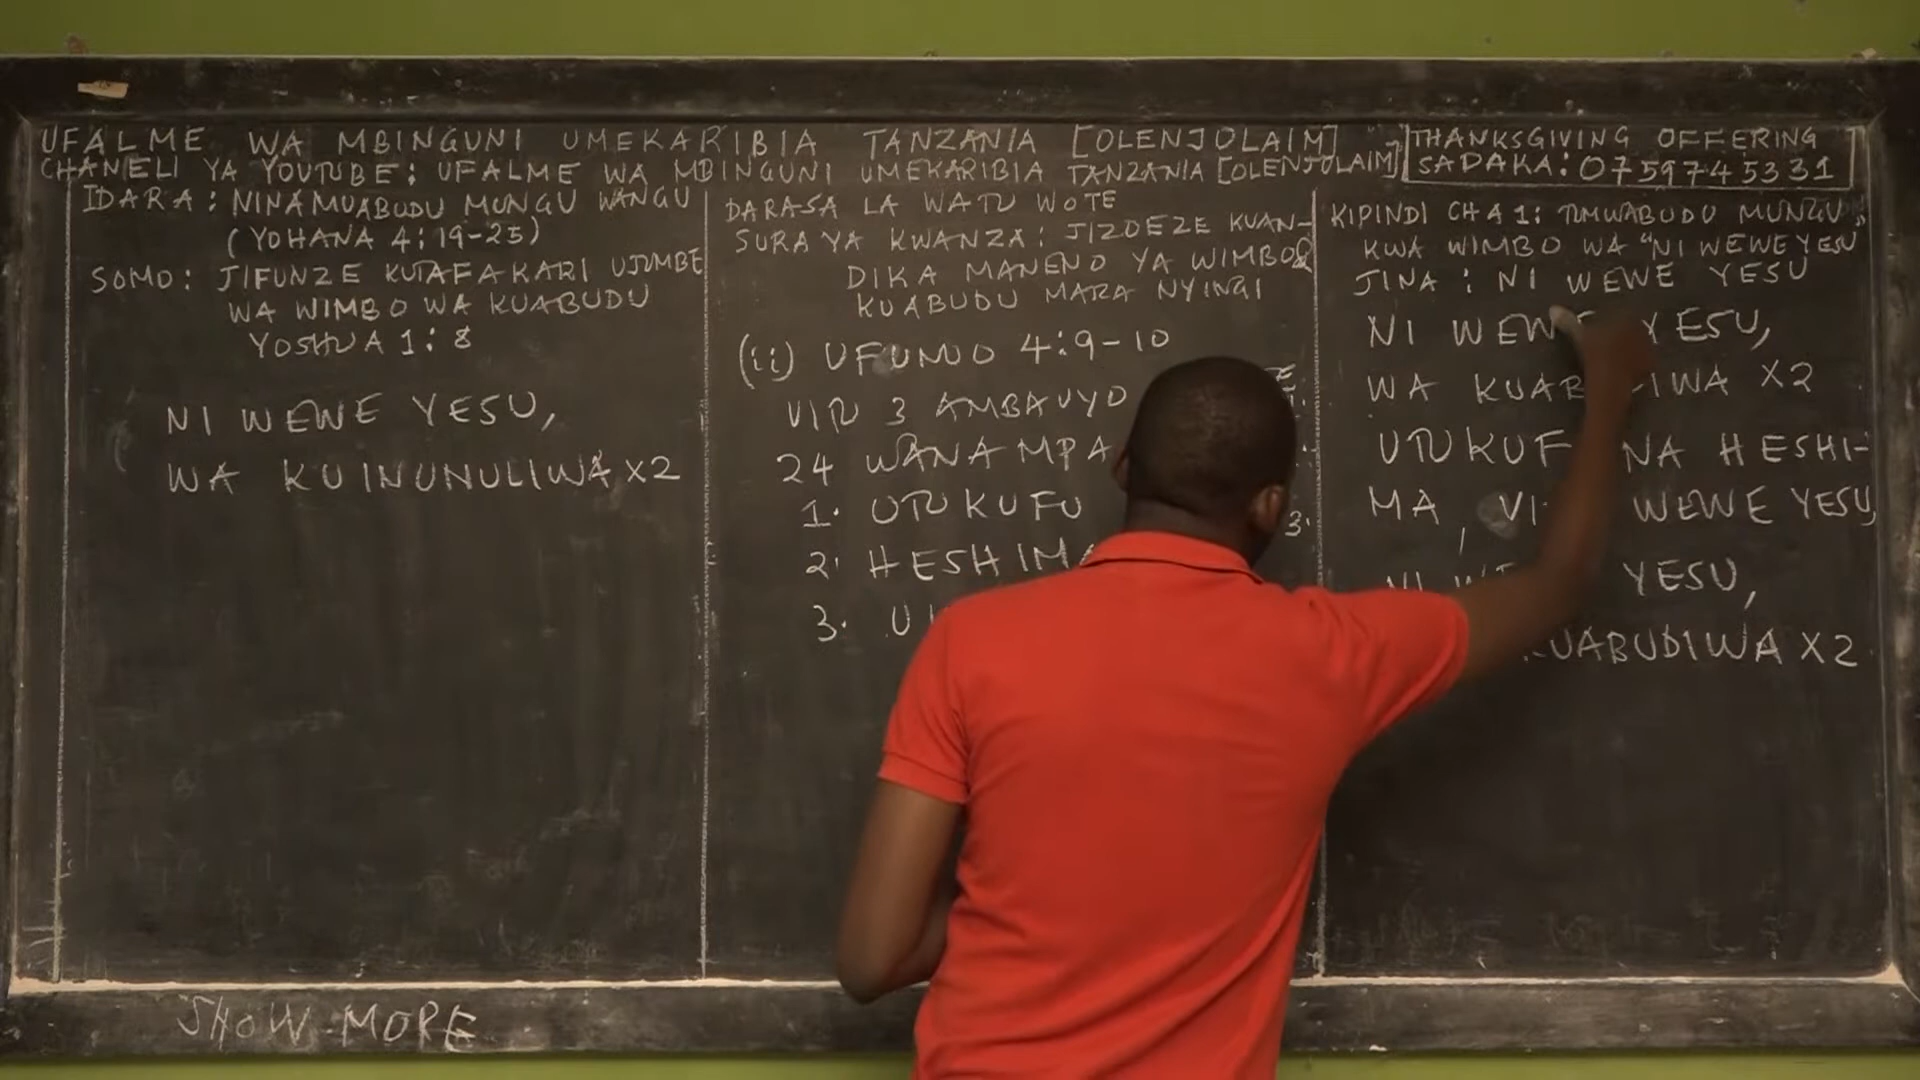 UFALME WA MBINGUNI UMEKARIBIA TANZANIA [OLENJOLAIM]
CHANELI YA YOUTUBE: UFALME WA MBINGUNI UMEKARIBIA TANZANIA [OLENJOLAIM]
THANKSGIVING OFFERING
SADAKA: 0759745331
IDARA: NINAMUABUDU MUNGU WANGU
(YOHANA 4:19-25)
SOMO: JIFUNZE KUTAFAKARI UJUMBE
WA WIMBO WA KUABUDU
YOSHUA 1:8
NI WEWE YESU,
WA KUINUNULIWA X2
DARASA LA WATU WOTE
SURA YA KWANZA: JIZOEZE KUAN-
DIKA MANENO YA WIMBO
KUABUDU MARA NYINGI
(ii) UFUNUO 4:9-10
VITU 3 AMBAVYO
24 WANAMPA
1. UTUKUFU
2. HESHIMA
3. U
3.
KIPINDI CHA 1: TUMWABUDU MUNGU
KWA WIMBO WA "NI WEWE YESU"
JINA: NI WEWE YESU
NI WEWE YESU,
WA X2
NA HESHI-
MA, WEWE YESU,
NI YESU,
KUABUDIWA X2
SHOW MORE